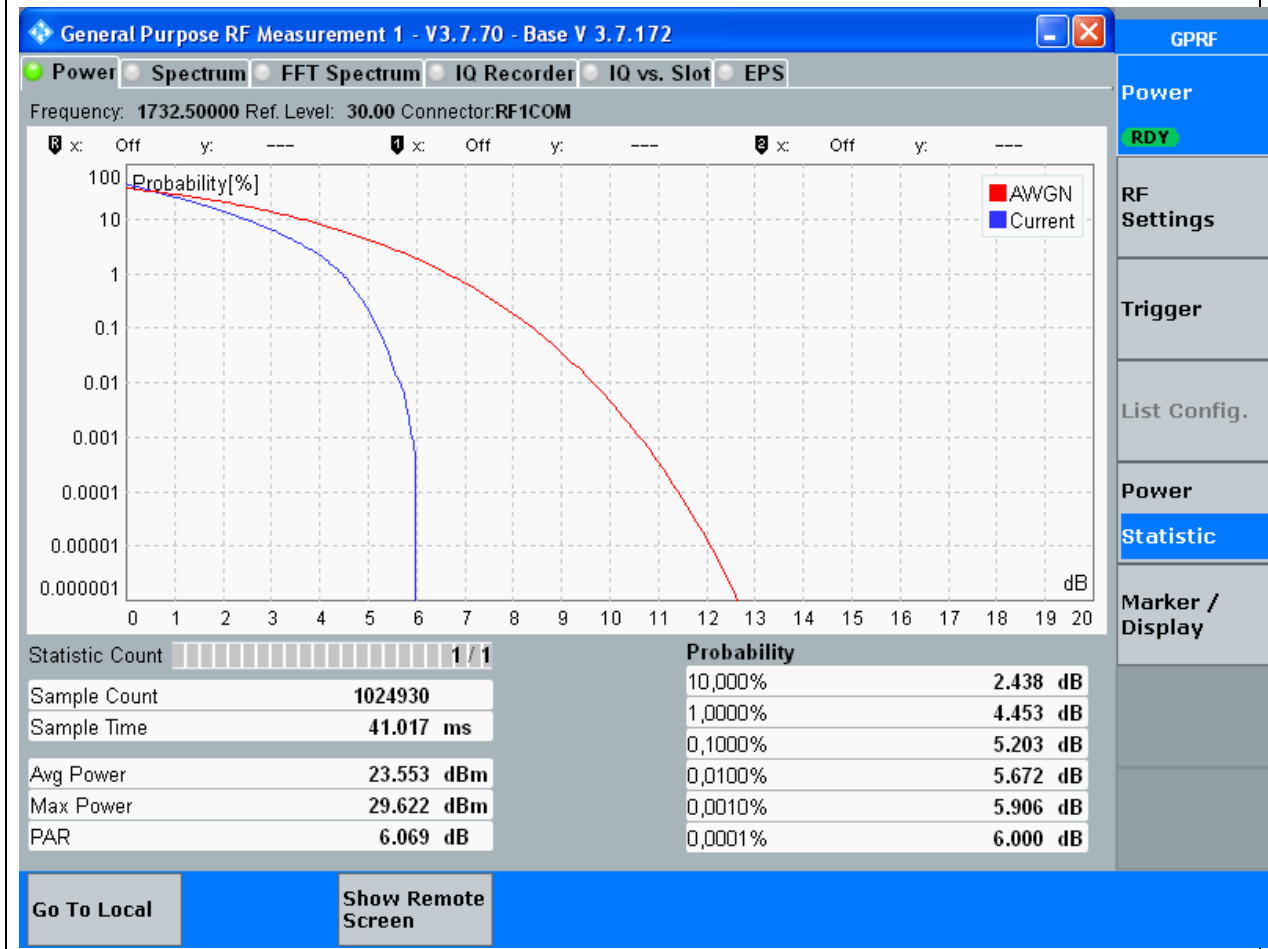 General Purpose RF Measurement 1 - V3.7.70 - Base V 3.7.172
GPRF
Power Spectrum FFT Spectrum IQ Recorder IQ vs. Slot EPS
Frequency: 1732.50000 Ref. Level: 30.00 Connector:RF1COM
R x: Off y: --- 1 x: Off y: --- 2 x: Off y: ---
Probability[%]
100
10
1
0.1
0.01
0.001
0.0001
0.00001
0.000001
AWGN
Current
dB
0 1 2 3 4 5 6 7 8 9 10 11 12 13 14 15 16 17 18 19 20
Statistic Count 1 / 1
Sample Count 1024930
Sample Time 41.017 ms
Avg Power 23.553 dBm
Max Power 29.622 dBm
PAR 6.069 dB
Probability
10,000% 2.438 dB
1,0000% 4.453 dB
0,1000% 5.203 dB
0,0100% 5.672 dB
0,0010% 5.906 dB
0,0001% 6.000 dB
Power
RDY
RF
Settings
Trigger
List Config.
Power
Statistic
Marker /
Display
Go To Local
Show Remote
Screen